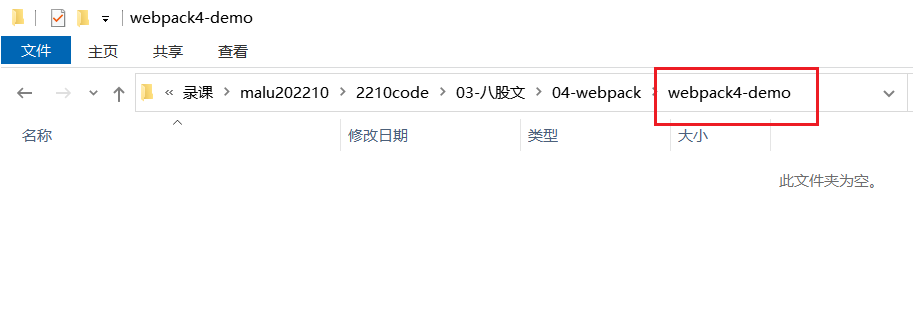 webpack4-demo
文件 主页 共享 查看
« 录课 > malu202210 > 2210code > 03-八股文 > 04-webpack > webpack4-demo
名称 修改日期 类型 大小
此文件夹为空。